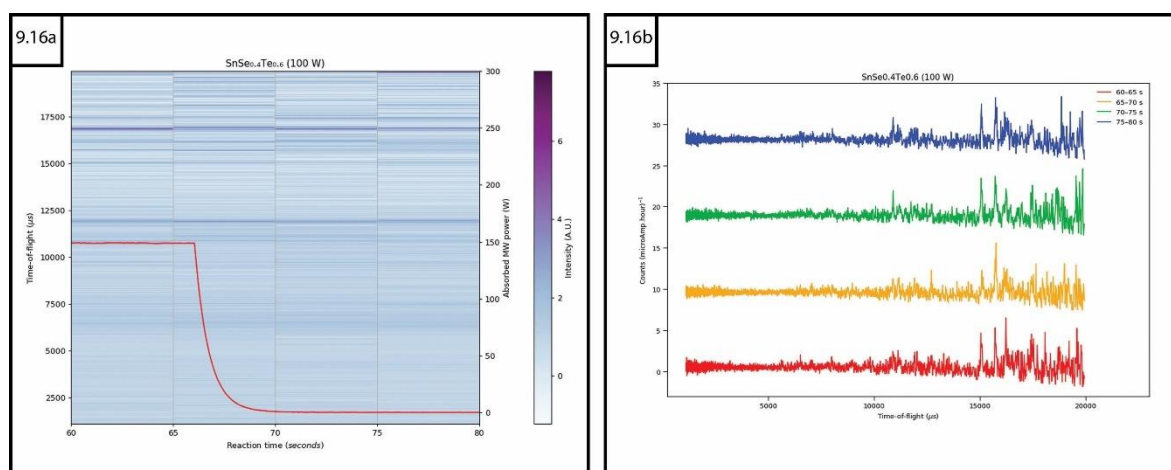 9.16a
SnSe₀.₄Te₀.₆ (100 W)
Time-of-flight (μs)
17500
15000
12500
10000
7500
5000
2500
60
65
70
75
80
Reaction time (seconds)
300
250
200
150
100
50
0
Absorbed MW power (W)
6
4
2
0
Intensity (A.U.)
9.16b
SnSe0.4Te0.6 (100 W)
Counts (microAmp hour)⁻¹
35
30
25
20
15
10
5
0
5000
10000
15000
20000
Time-of-flight (μs)
60–65 s
65–70 s
70–75 s
75–80 s